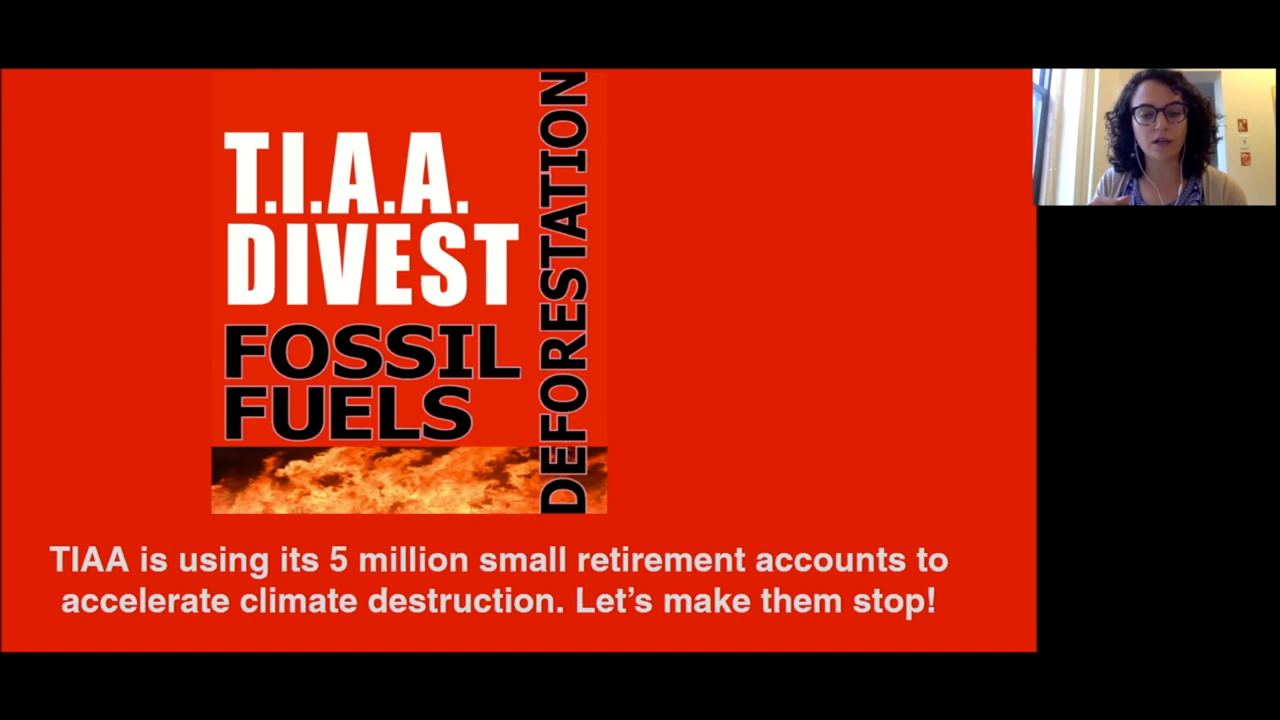 T.I.A.A.
DIVEST
FOSSIL
FUELS
DEFORESTATION
TIAA is using its 5 million small retirement accounts to
accelerate climate destruction. Let’s make them stop!